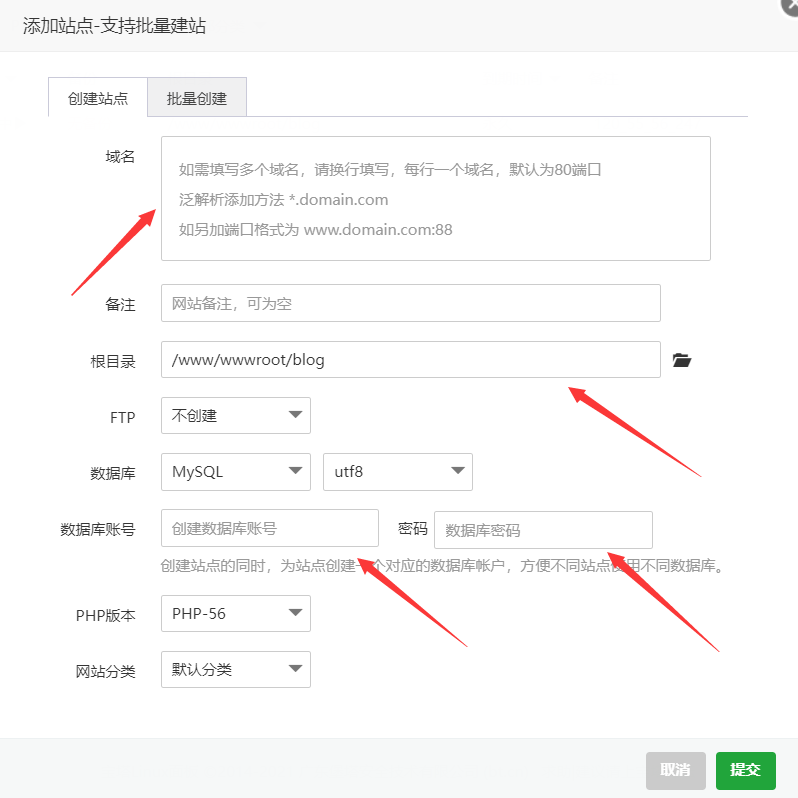 添加站点-支持批量建站
创建站点 批量创建
域名
如需填写多个域名，请换行填写，每行一个域名，默认为80端口
泛解析添加方法 *.domain.com
如另加端口格式为 www.domain.com:88
备注 网站备注，可为空
根目录 /www/wwwroot/blog
FTP 不创建
数据库 MySQL utf8
数据库账号 创建数据库账号 密码 数据库密码
创建站点的同时，为站点创建一个对应的数据库帐户，方便不同站点使用不同数据库。
PHP版本 PHP-56
网站分类 默认分类
取消 提交